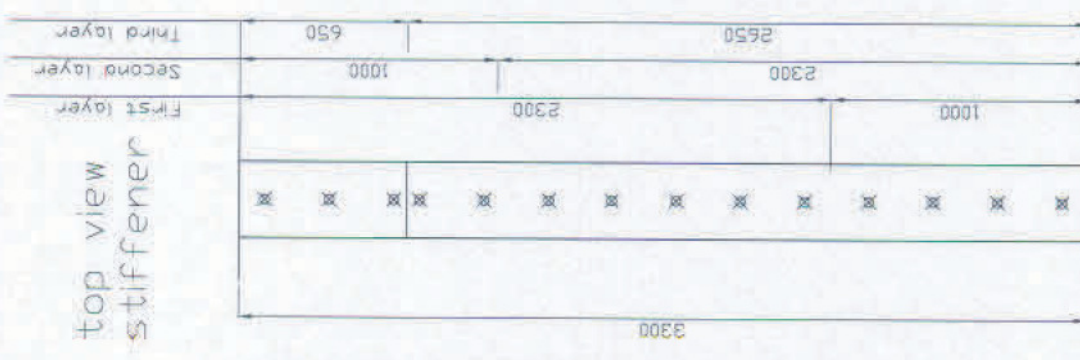 Third layer
650
2650
Second layer
1000
2300
First layer
2300
1000
top view
stiffener
3300